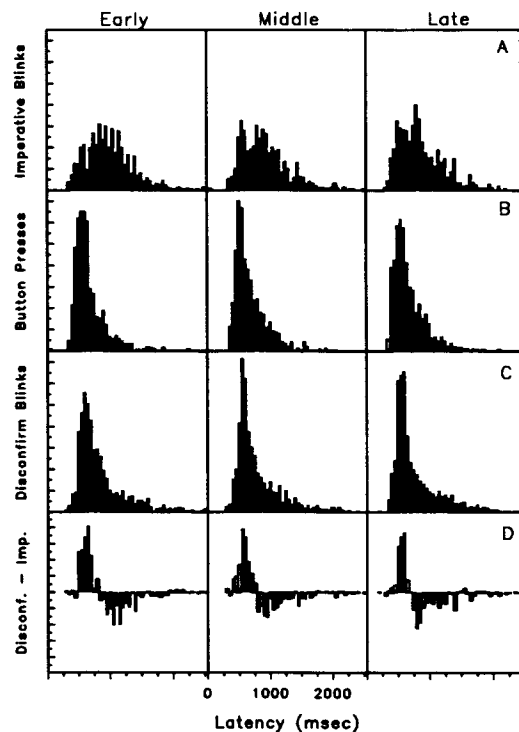 Early Middle Late
A
Imperative Blinks
B
Button Presses
C
Disconfirm Blinks
D
Disconf. - Imp.
0 1000 2000
Latency (msec)